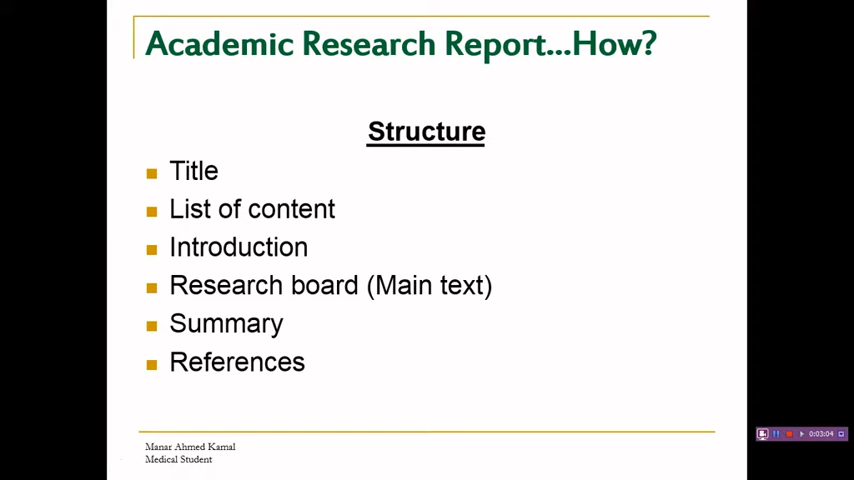 Academic Research Report...How?
Structure
Title
List of content
Introduction
Research board (Main text)
Summary
References
Manar Ahmed Kamal
Medical Student
0:03:04